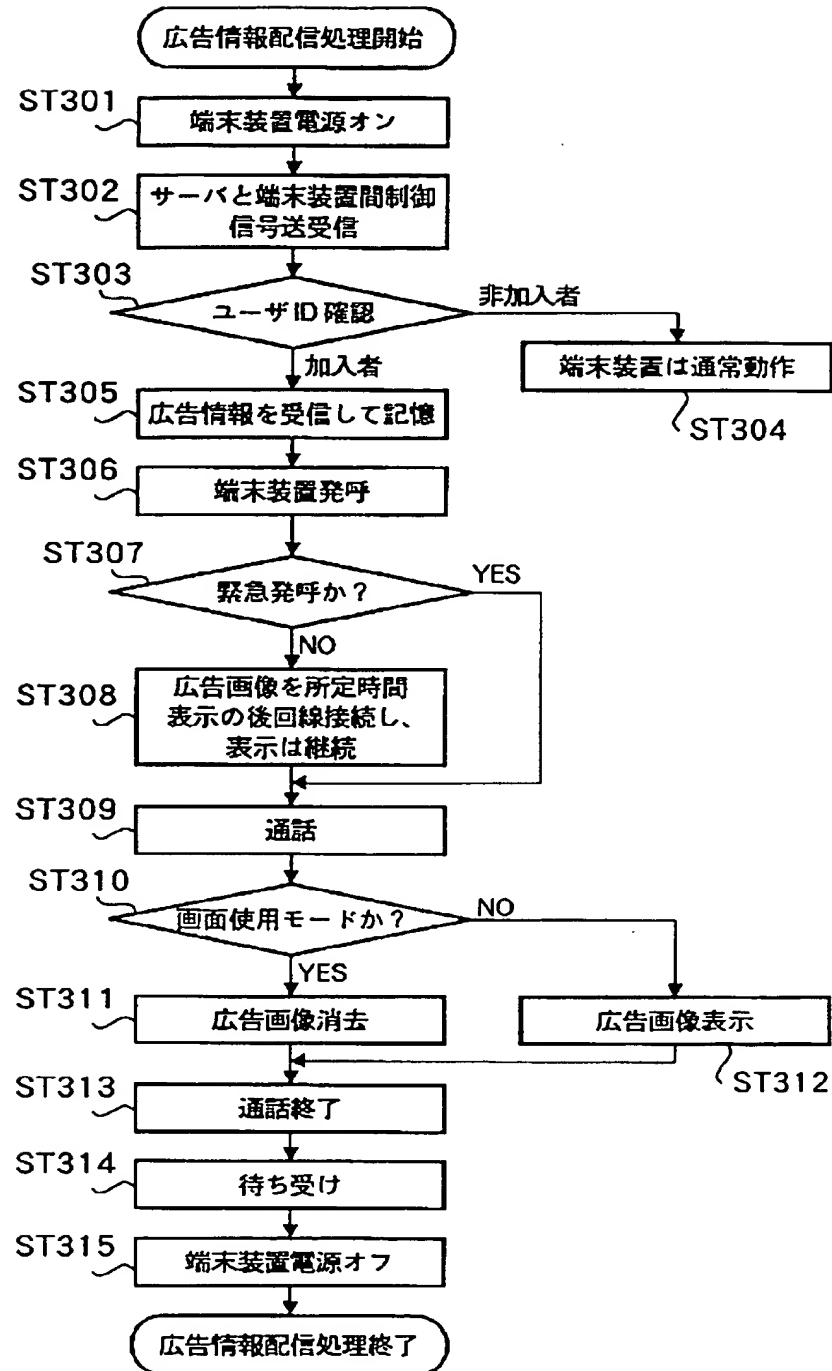 広告情報配信処理開始
ST301
端末装置電源オン
ST302
サーバと端末装置間制御
信号送受信
ST303
ユーザID確認
非加入者
加入者
端末装置は通常動作
ST304
ST305
広告情報を受信して記憶
ST306
端末装置発呼
ST307
緊急発呼か?
YES
NO
ST308
広告画像を所定時間
表示の後回線接続し、
表示は継続
ST309
通話
ST310
画面使用モードか?
NO
YES
ST311
広告画像消去
広告画像表示
ST312
ST313
通話終了
ST314
待ち受け
ST315
端末装置電源オフ
広告情報配信処理終了